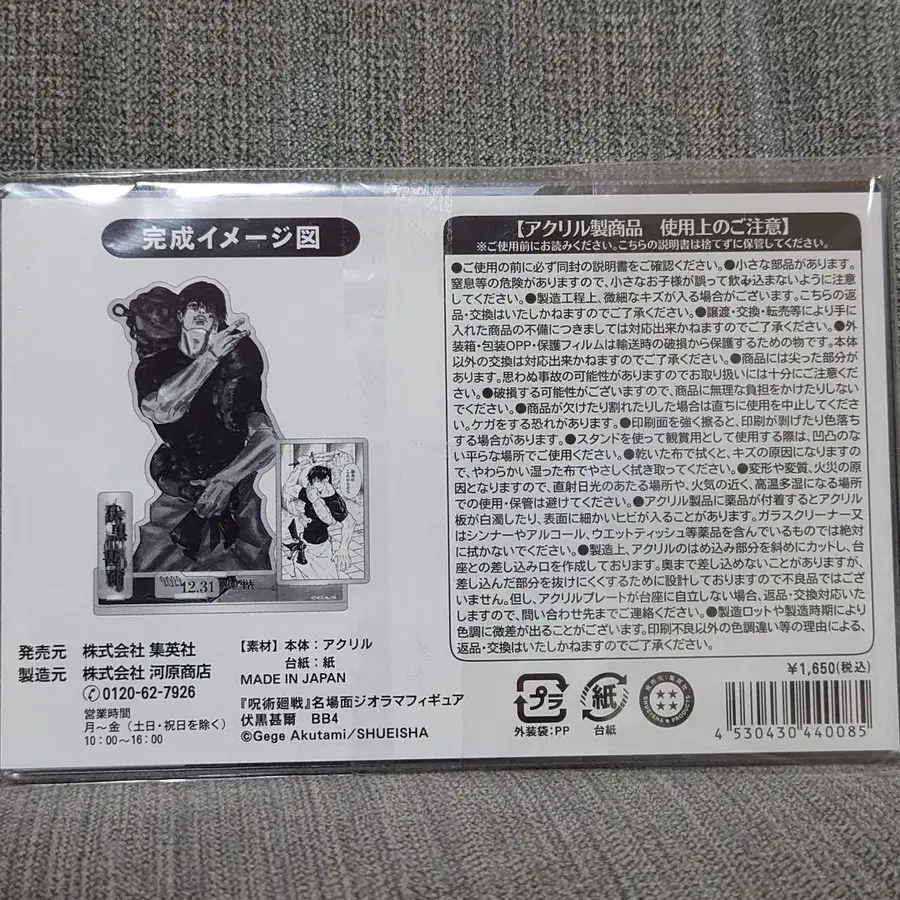 完成イメージ図
12.31
発売元 株式会社 集英社
製造元 株式会社 河原商店
0120-62-7926
営業時間
月〜金（土日・祝日を除く）
10：00〜16：00
【素材】本体：アクリル
台紙：紙
MADE IN JAPAN
『呪術廻戦』名場面ジオラマフィギュア
伏黒甚爾 BB4
©Gege Akutami/SHUEISHA
【アクリル製商品 使用上のご注意】
※ご使用前にお読みください。こちらの説明書は捨てずに保管してください。
●ご使用の前に必ず同封の説明書をご確認ください。●小さな部品があります。
窒息等の危険がありますので、小さなお子様が誤って飲み込まないように注意
してください。●製造工程上、微細なキズが入る場合がございます。こちらの返
品・交換はいたしかねますのでご了承ください。●譲渡・交換・転売等により手に
入れた商品の不備につきましては対応出来かねますのでご了承ください。●外
装箱・包装OPP・保護フィルムは輸送時の破損から保護するための物です。本体
以外の交換は対応出来かねますのでご了承ください。●商品には尖った部分が
あります。思わぬ事故の可能性がありますのでお取り扱いには十分にご注意くだ
さい。●破損する可能性がございますので、商品に無理な負担をかけたりしない
でください。●商品が欠けたり割れたりした場合は直ちに使用を中止してくださ
い。ケガをする恐れがあります。●印刷面を強く擦ると、印刷が剥げたり色落ち
する場合があります。●スタンドを使って観賞用として使用する際は、凹凸のな
い平らな場所でご使用ください。●乾いた布で拭くと、キズの原因になりますの
で、やわらかい湿った布でやさしく拭き取ってください。●変形や変質、火災の原
因となりますので、直射日光のあたる場所や、火気の近く、高温多湿になる場所
での使用・保管は避けてください。●アクリル製品に薬品が付着するとアクリル
板が白濁したり、表面に細かいヒビが入ることがあります。ガラスクリーナー又
はシンナーやアルコール、ウエットティッシュ等薬品を含んでいるものでは絶対
に拭かないでください。●製造上、アクリルのはめ込み部分を斜めにカットし、台
座との差し込み口を作成しております。奥まで差し込めないことがありますが、
差し込んだ部分を抜けにくくするために設計しておりますので不良品ではござ
いません。但し、アクリルプレートが台座に自立しない場合、返品・交換対応いた
しますので、問い合わせ先までご連絡ください。●製造ロットや製造時期により
色調に微差が出ることがございます。印刷不良以外の色調違い等の理由による、
返品・交換はいたしかねますのでご了承ください。
¥1,650(税込)
プラ
外装袋：PP
紙
台紙
SHUEISHA PRODUCTS
4 530430 440085